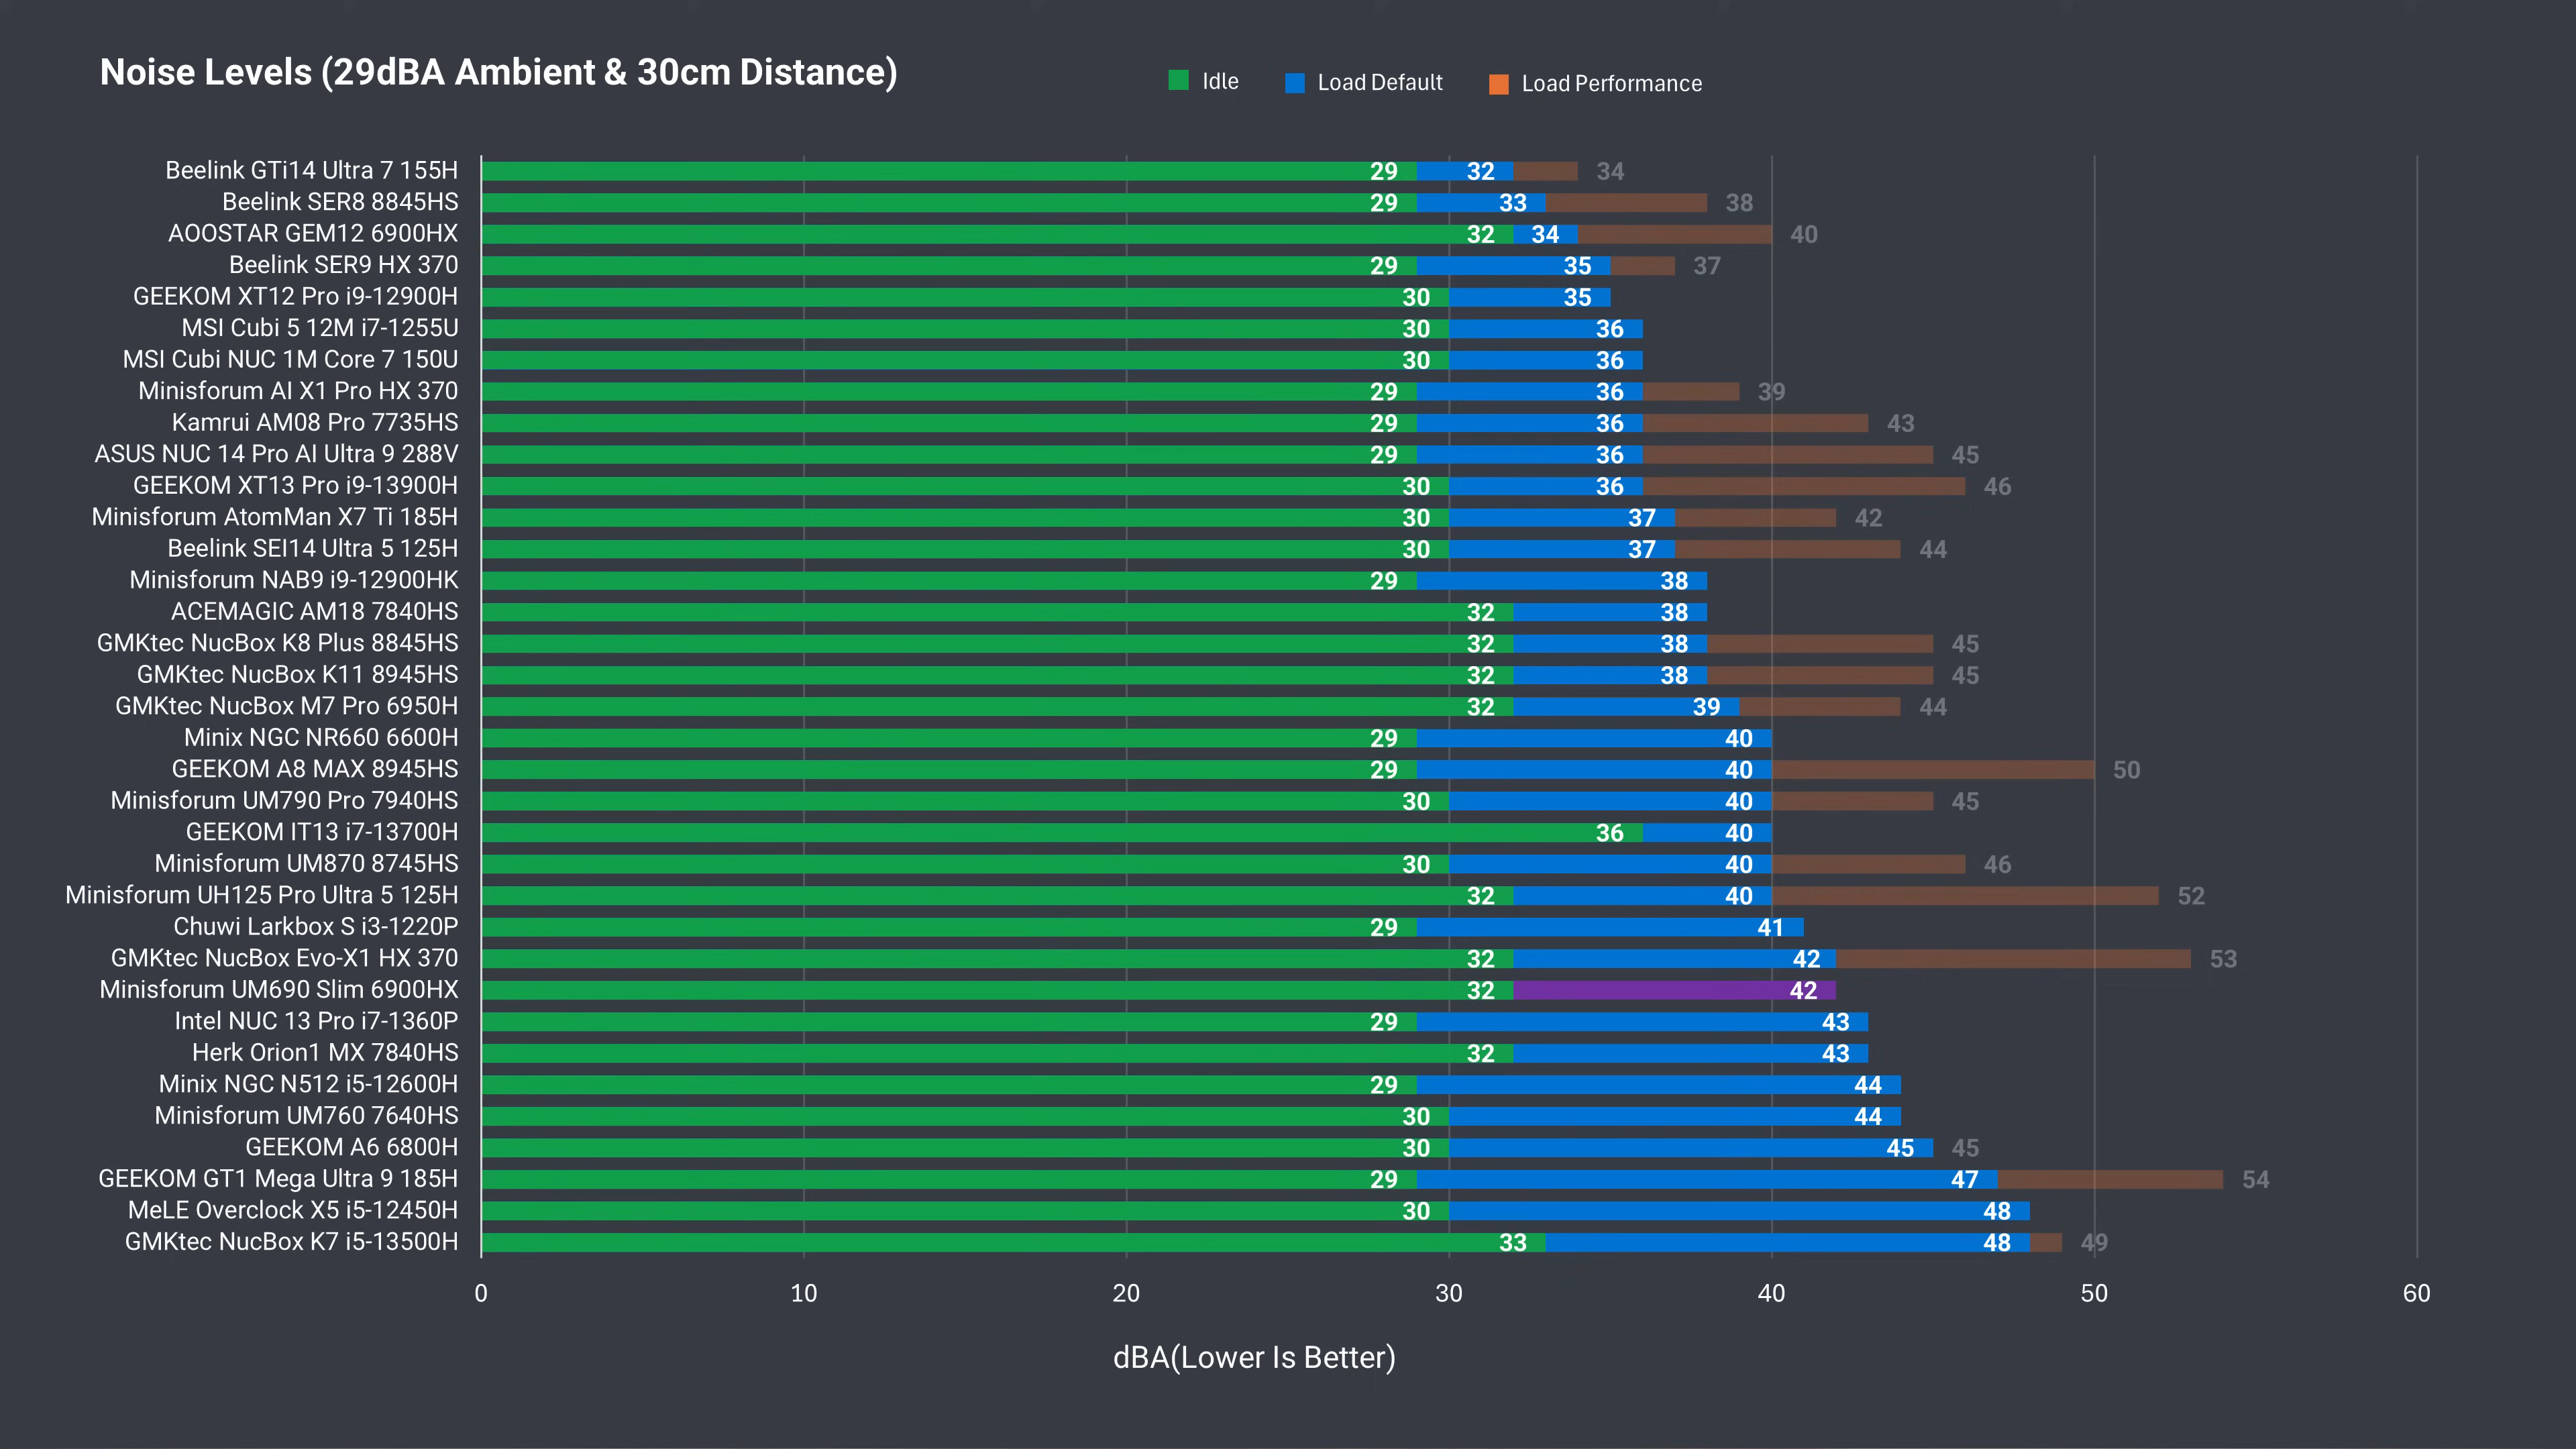 Noise Levels (29dBA Ambient & 30cm Distance)
Idle Load Default Load Performance
Beelink GTi14 Ultra 7 155H 29 32 34
Beelink SER8 8845HS 29 33 38
AOOSTAR GEM12 6900HX 32 34 40
Beelink SER9 HX 370 29 35 37
GEEKOM XT12 Pro i9-12900H 30 35
MSI Cubi 5 12M i7-1255U 30 36
MSI Cubi NUC 1M Core 7 150U 30 36
Minisforum AI X1 Pro HX 370 29 36 39
Kamrui AM08 Pro 7735HS 29 36 43
ASUS NUC 14 Pro AI Ultra 9 288V 29 36 45
GEEKOM XT13 Pro i9-13900H 30 36 46
Minisforum AtomMan X7 Ti 185H 30 37 42
Beelink SEI14 Ultra 5 125H 30 37 44
Minisforum NAB9 i9-12900HK 29 38
ACEMAGIC AM18 7840HS 32 38
GMKtec NucBox K8 Plus 8845HS 32 38 45
GMKtec NucBox K11 8945HS 32 38 45
GMKtec NucBox M7 Pro 6950H 32 39 44
Minix NGC NR660 6600H 29 40
GEEKOM A8 MAX 8945HS 29 40 50
Minisforum UM790 Pro 7940HS 30 40 45
GEEKOM IT13 i7-13700H 36 40
Minisforum UM870 8745HS 30 40 46
Minisforum UH125 Pro Ultra 5 125H 32 40 52
Chuwi Larkbox S i3-1220P 29 41
GMKtec NucBox Evo-X1 HX 370 32 42 53
Minisforum UM690 Slim 6900HX 32 42
Intel NUC 13 Pro i7-1360P 29 43
Herk Orion1 MX 7840HS 32 43
Minix NGC N512 i5-12600H 29 44
Minisforum UM760 7640HS 30 44
GEEKOM A6 6800H 30 45 45
GEEKOM GT1 Mega Ultra 9 185H 29 47 54
MeLE Overclock X5 i5-12450H 30 48
GMKtec NucBox K7 i5-13500H 33 48 49
0 10 20 30 40 50 60
dBA(Lower Is Better)